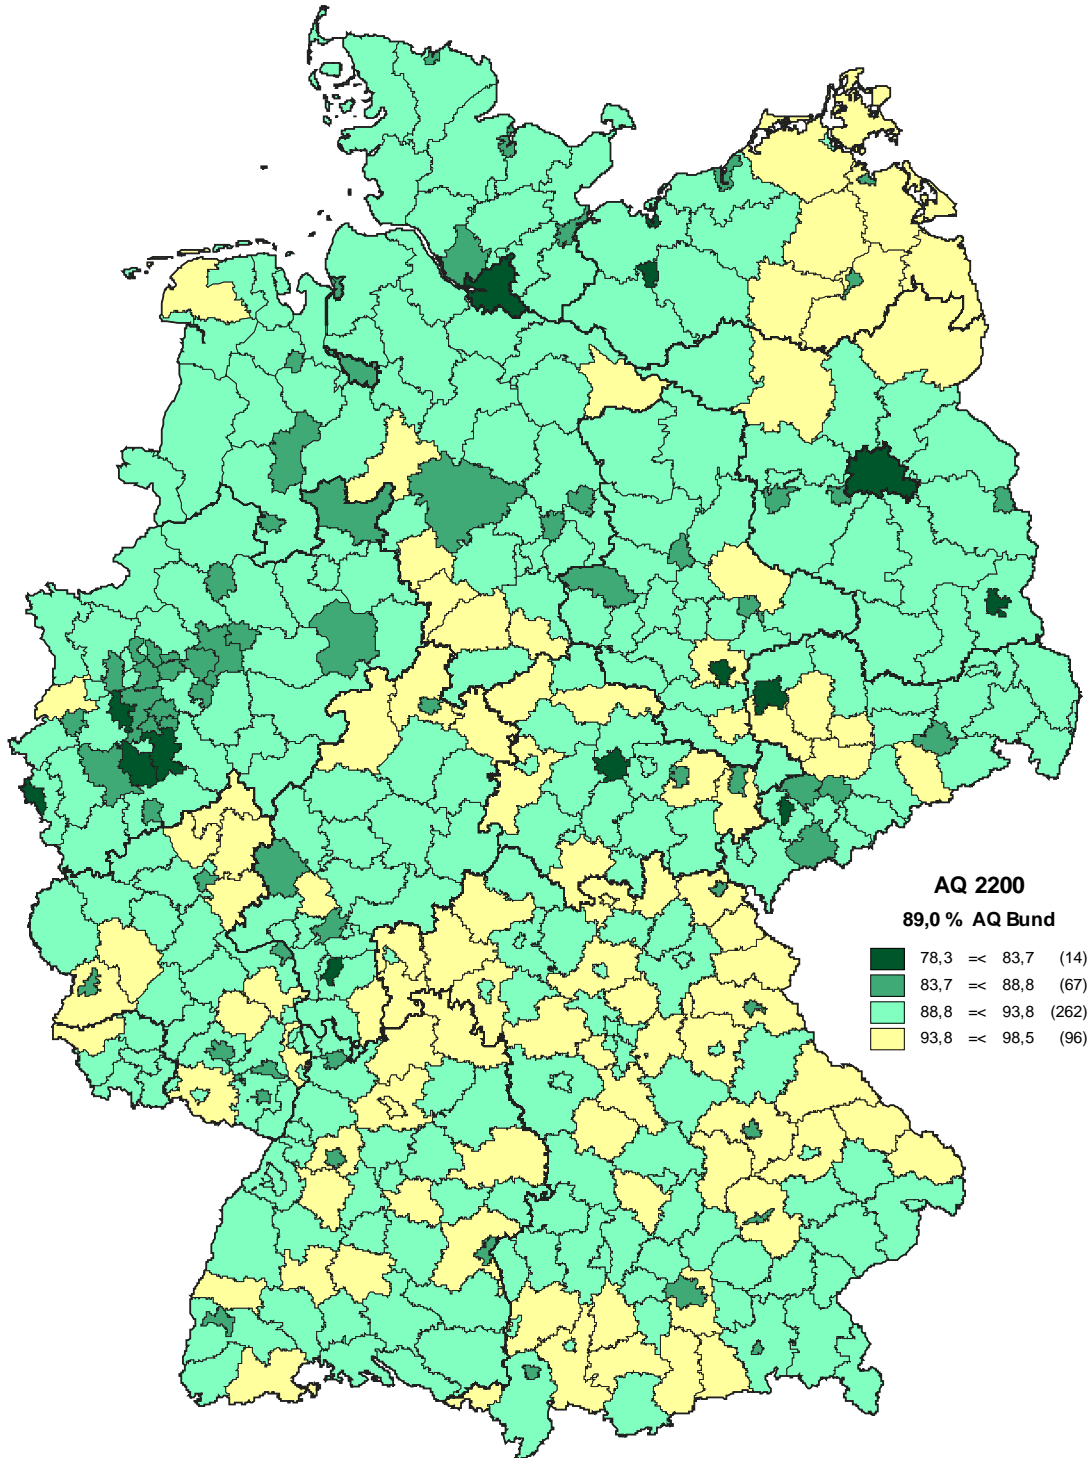 AQ 2200
89,0 % AQ Bund
78,3 =< 83,7 (14)
83,7 =< 88,8 (67)
88,8 =< 93,8 (262)
93,8 =< 98,5 (96)